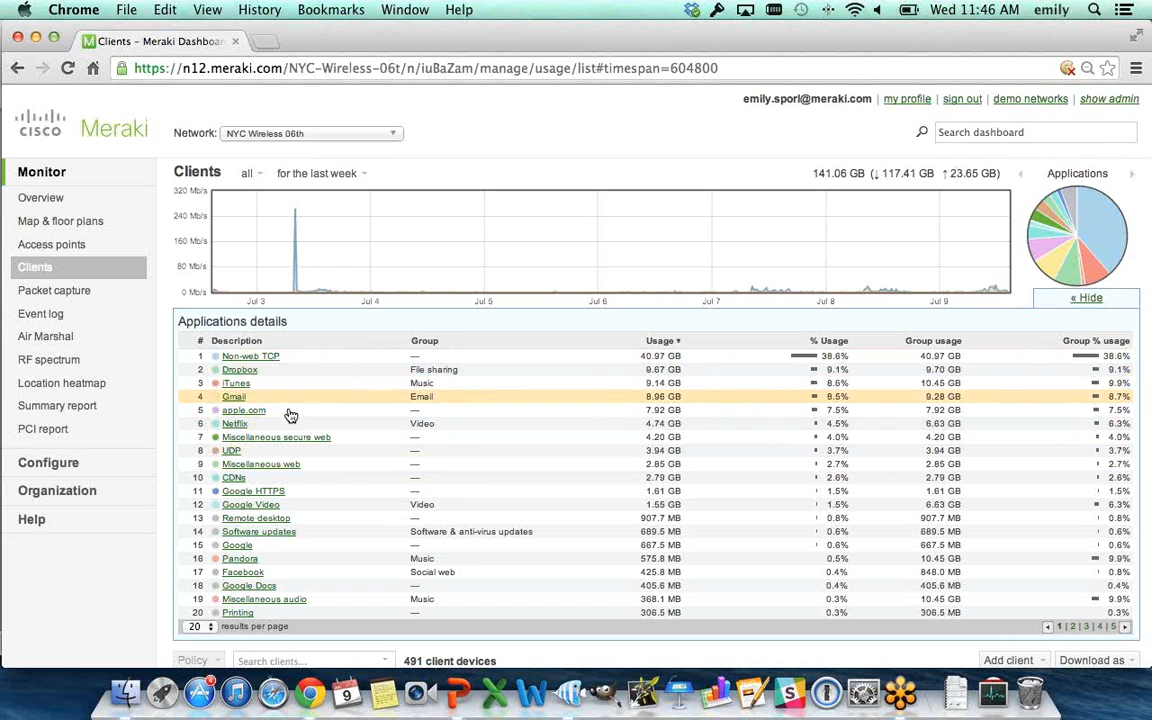 Chrome File Edit View History Bookmarks Window Help Wed 11:46 AM emily
Clients – Meraki Dashboa
https://n12.meraki.com/NYC-Wireless-06t/n/iuBaZam/manage/usage/list#timespan=604800
emily.sporl@meraki.com | my profile | sign out | demo networks | show admin
CISCO Meraki
Network: NYC Wireless 06th
Search dashboard
Monitor
Overview
Map & floor plans
Access points
Clients
Packet capture
Event log
Air Marshal
RF spectrum
Location heatmap
Summary report
PCI report
Configure
Organization
Help
Clients all for the last week 141.06 GB (↓ 117.41 GB ↑ 23.65 GB) Applications
320 Mb/s
240 Mb/s
160 Mb/s
80 Mb/s
0 Mb/s
Jul 3 Jul 4 Jul 5 Jul 6 Jul 7 Jul 8 Jul 9
« Hide
Applications details
# Description Group Usage ▼ % Usage Group usage Group % usage
1 Non-web TCP — 40.97 GB 38.6% 40.97 GB 38.6%
2 Dropbox File sharing 9.67 GB 9.1% 9.70 GB 9.1%
3 iTunes Music 9.14 GB 8.6% 10.45 GB 9.9%
4 Gmail Email 8.96 GB 8.5% 9.28 GB 8.7%
5 apple.com — 7.92 GB 7.5% 7.92 GB 7.5%
6 Netflix Video 4.74 GB 4.5% 6.63 GB 6.3%
7 Miscellaneous secure web — 4.20 GB 4.0% 4.20 GB 4.0%
8 UDP — 3.94 GB 3.7% 3.94 GB 3.7%
9 Miscellaneous web — 2.85 GB 2.7% 2.85 GB 2.7%
10 CDNs — 2.79 GB 2.6% 2.79 GB 2.6%
11 Google HTTPS — 1.61 GB 1.5% 1.61 GB 1.5%
12 Google Video Video 1.55 GB 1.5% 6.63 GB 6.3%
13 Remote desktop — 907.7 MB 0.8% 907.7 MB 0.8%
14 Software updates Software & anti-virus updates 689.5 MB 0.6% 689.5 MB 0.6%
15 Google — 667.5 MB 0.6% 667.5 MB 0.6%
16 Pandora Music 575.8 MB 0.5% 10.45 GB 9.9%
17 Facebook Social web 425.8 MB 0.4% 848.0 MB 0.8%
18 Google Docs — 405.6 MB 0.4% 405.6 MB 0.4%
19 Miscellaneous audio Music 368.1 MB 0.3% 10.45 GB 9.9%
20 Printing — 306.5 MB 0.3% 306.5 MB 0.3%
20 results per page 1 | 2 | 3 | 4 | 5
Policy Search clients... 491 client devices Add client Download as